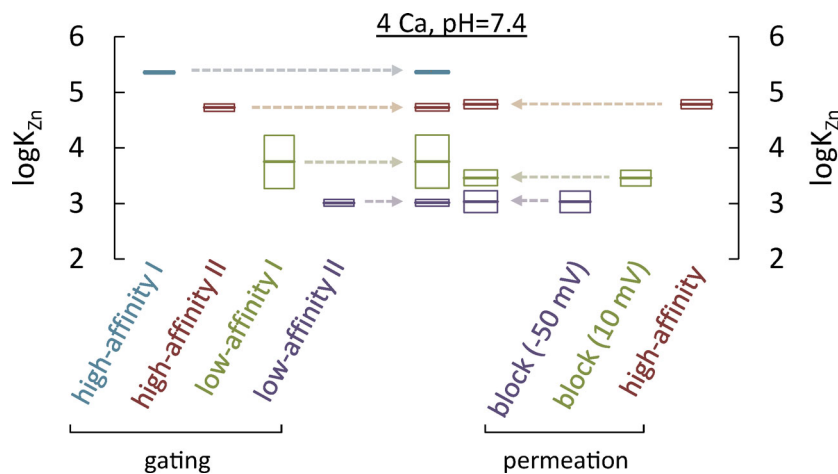 4 Ca, pH=7.4
6
5
4
3
2
logK_Zn
6
5
4
3
2
logK_Zn
high-affinity I
high-affinity II
low-affinity I
low-affinity II
block (-50 mV)
block (10 mV)
high-affinity
gating
permeation